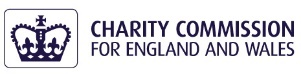 CHARITY COMMISSION
FOR ENGLAND AND WALES